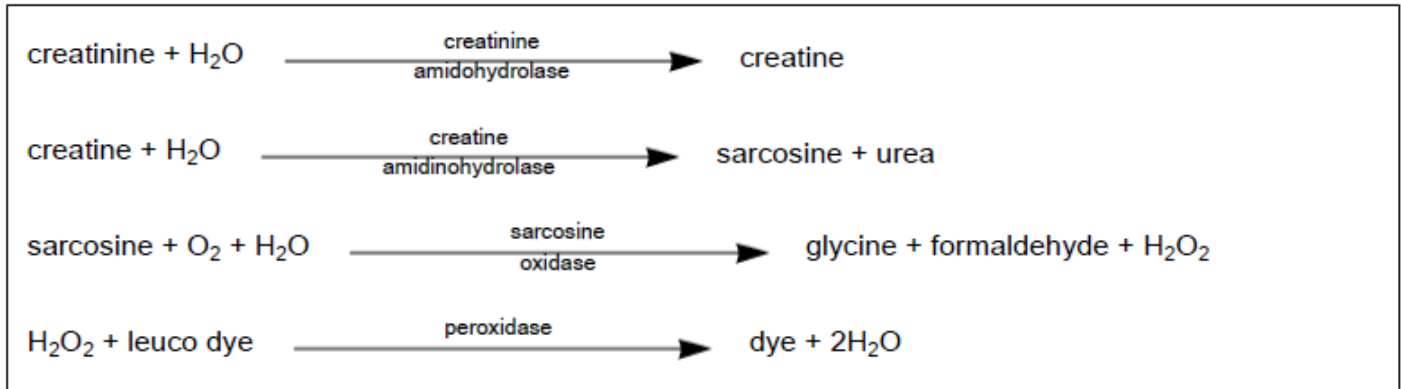 creatinine + H₂O creatinine amidohydrolase creatine
creatine + H₂O creatine amidinohydrolase sarcosine + urea
sarcosine + O₂ + H₂O sarcosine oxidase glycine + formaldehyde + H₂O₂
H₂O₂ + leuco dye peroxidase dye + 2H₂O